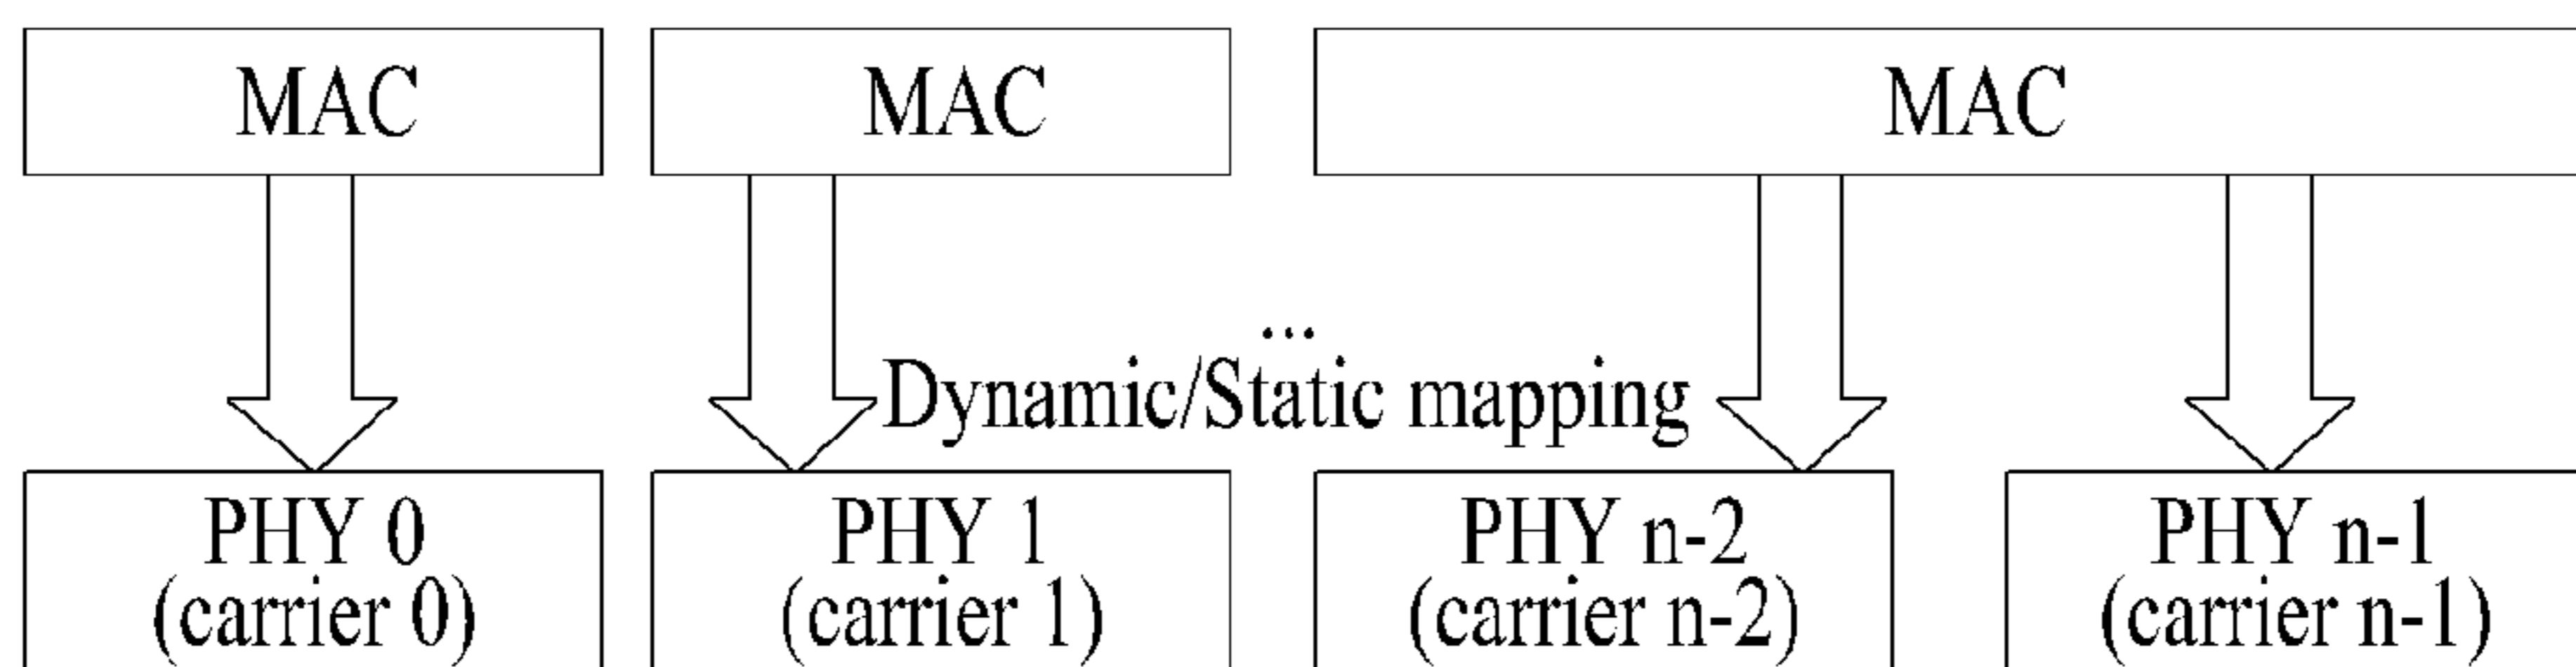 MAC
MAC
MAC
...
Dynamic/Static mapping
PHY 0
(carrier 0)
PHY 1
(carrier 1)
PHY n-2
(carrier n-2)
PHY n-1
(carrier n-1)